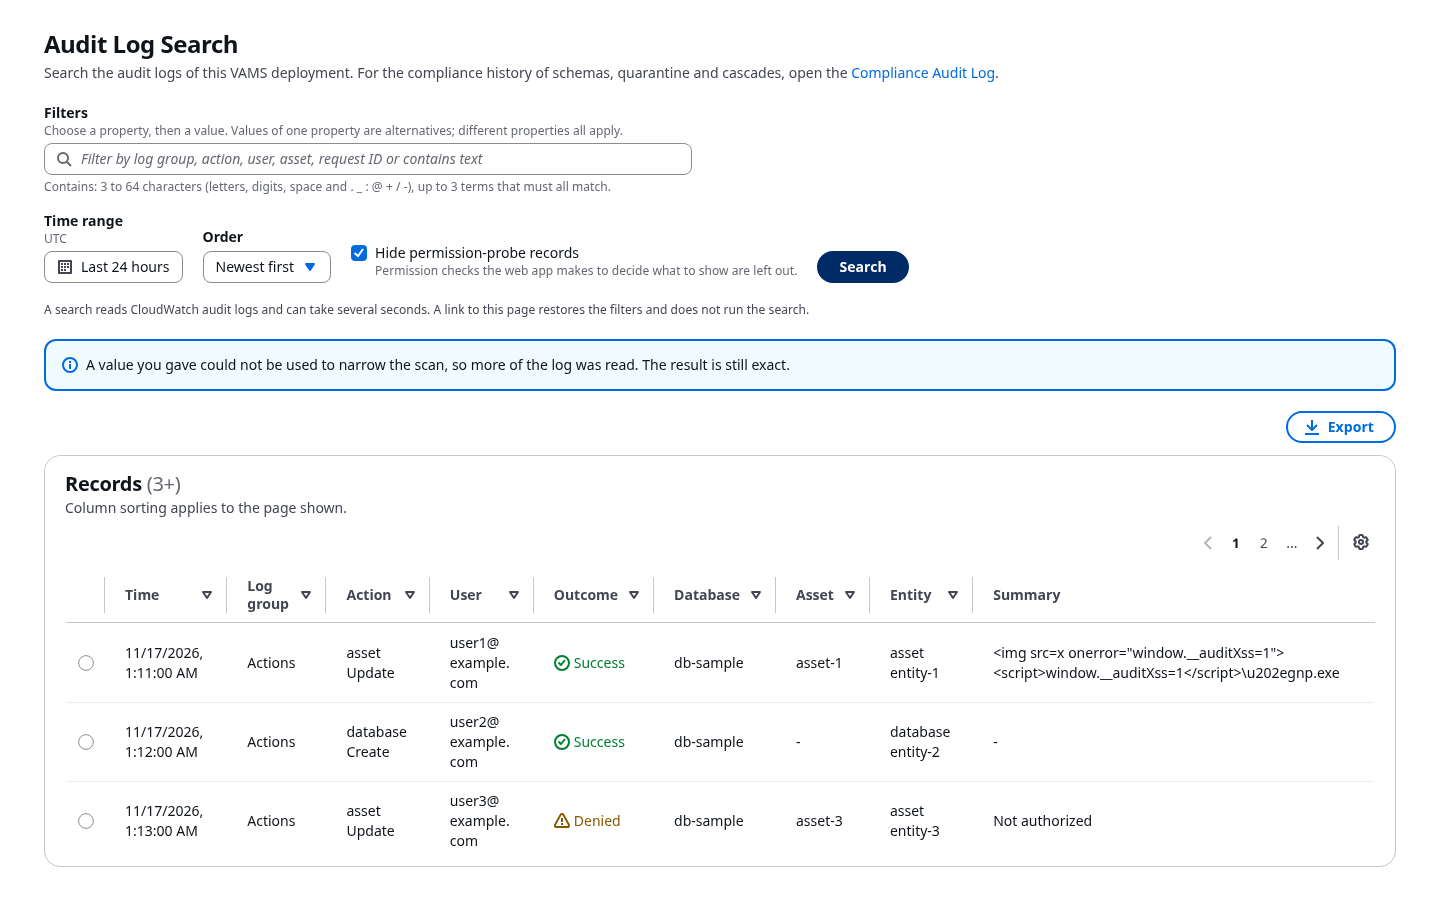 Audit Log Search
Search the audit logs of this VAMS deployment. For the compliance history of schemas, quarantine and cascades, open the Compliance Audit Log.
Filters
Choose a property, then a value. Values of one property are alternatives; different properties all apply.
Filter by log group, action, user, asset, request ID or contains text
Contains: 3 to 64 characters (letters, digits, space and . _ : @ + / -), up to 3 terms that must all match.
Time range
UTC
Last 24 hours
Order
Newest first
Hide permission-probe records
Permission checks the web app makes to decide what to show are left out.
Search
A search reads CloudWatch audit logs and can take several seconds. A link to this page restores the filters and does not run the search.
A value you gave could not be used to narrow the scan, so more of the log was read. The result is still exact.
Export
Records (3+)
Column sorting applies to the page shown.
1 2 ...
Time Log group Action User Outcome Database Asset Entity Summary
11/17/2026, 1:11:00 AM Actions asset Update user1@example.com Success db-sample asset-1 asset entity-1 <img src=x onerror="window.__auditXss=1"> <script>window.__auditXss=1</script>\u202egnp.exe
11/17/2026, 1:12:00 AM Actions database Create user2@example.com Success db-sample - database entity-2 -
11/17/2026, 1:13:00 AM Actions asset Update user3@example.com Denied db-sample asset-3 asset entity-3 Not authorized